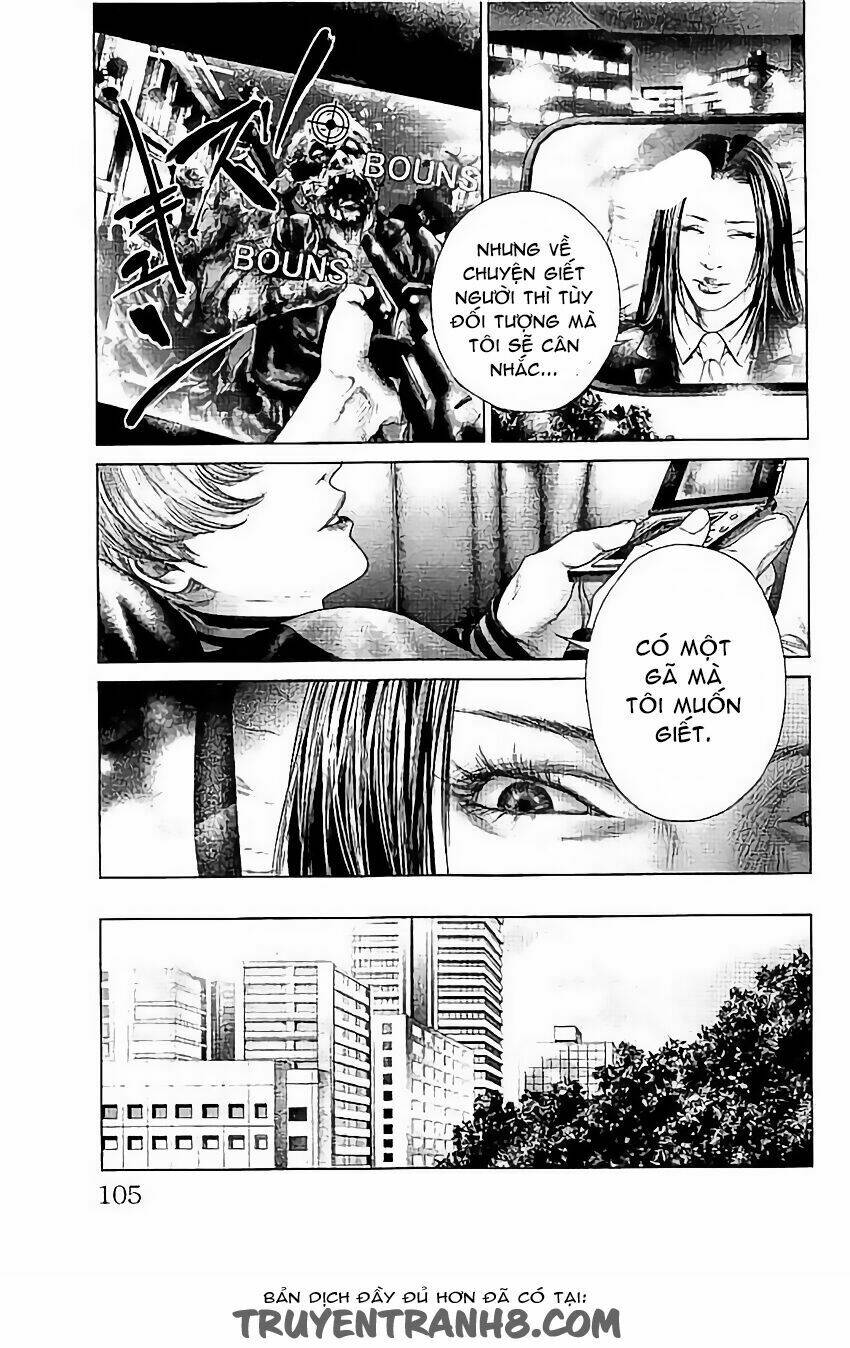 NHƯNG VỀ
CHUYỆN GIẾT
NGƯỜI THÌ TÙY
ĐỐI TƯỢNG MÀ
TÔI SẼ CÂN
NHẮC...
BOUNS
BOUNS
CÓ MỘT
GÃ MÀ
TÔI MUỐN
GIẾT.
105
BẢN DỊCH ĐẦY ĐỦ HƠN ĐÃ CÓ TẠI:
TRUYENTRANH8.COM